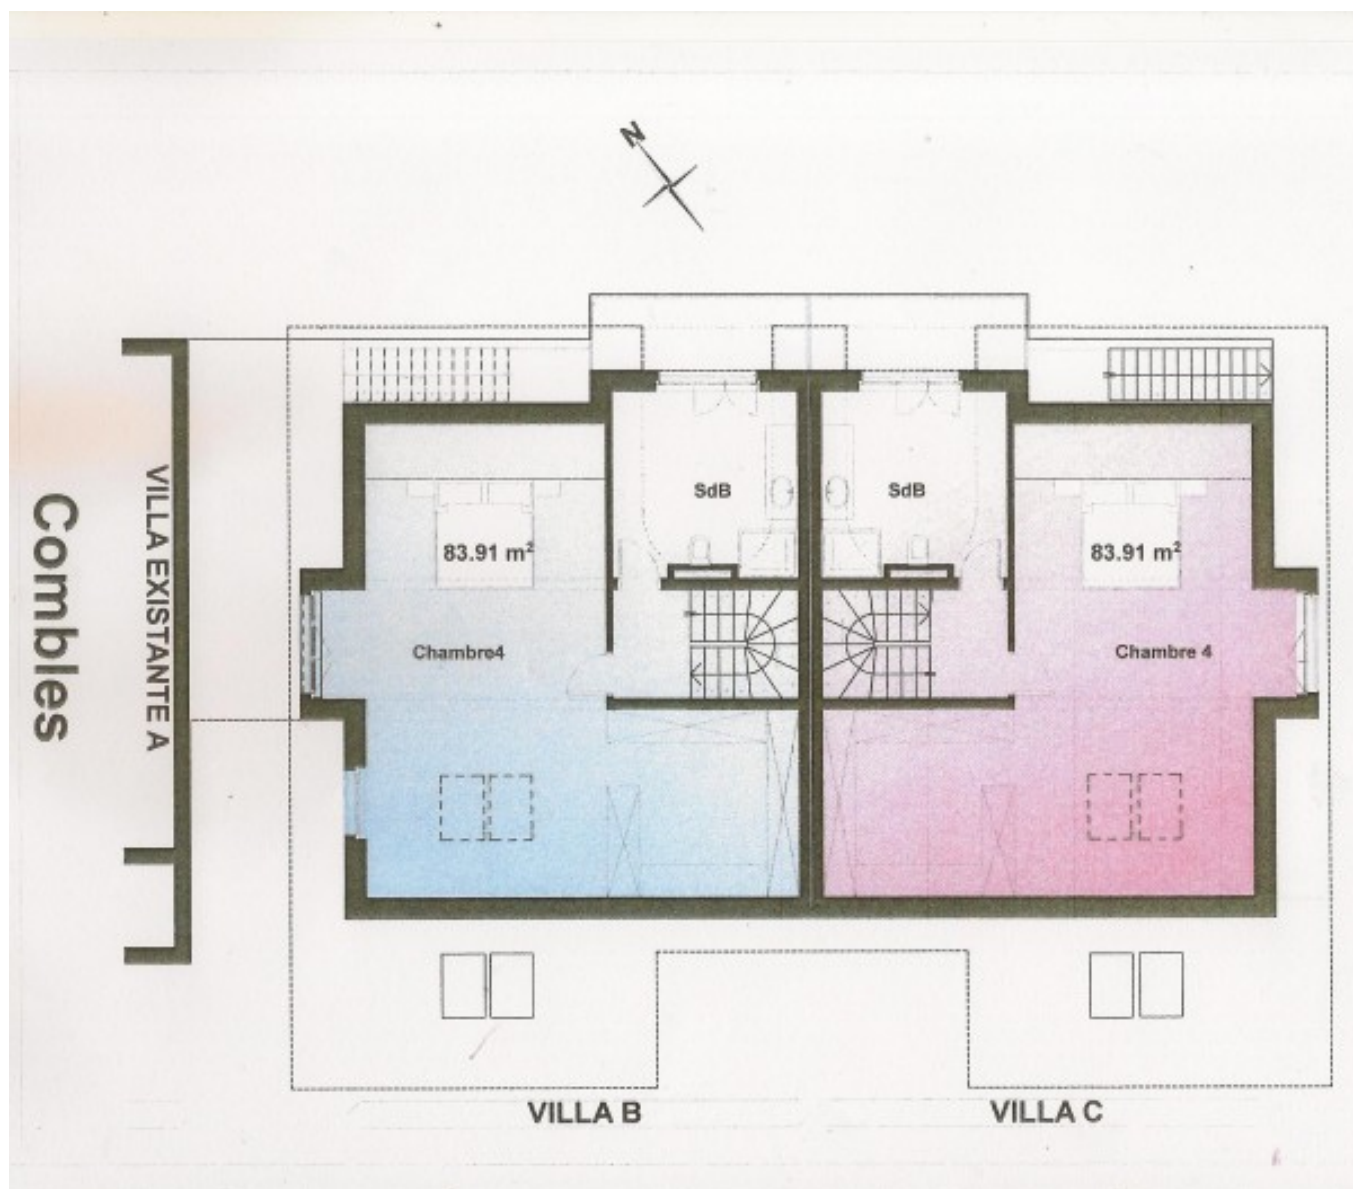 N
SdB
SdB
83.91 m²
83.91 m²
Chambre4
Chambre 4
VILLA EXISTANTE A
Combles
VILLA B
VILLA C